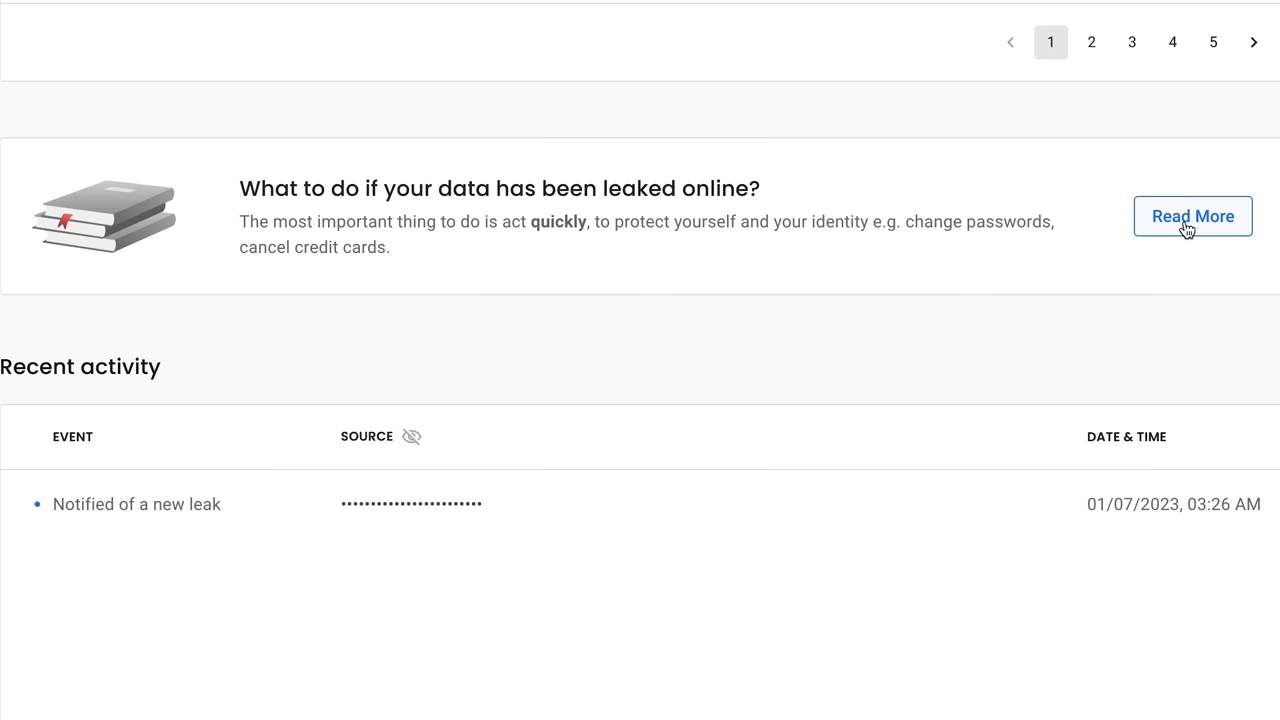 1 2 3 4 5
What to do if your data has been leaked online?
The most important thing to do is act quickly, to protect yourself and your identity e.g. change passwords,
cancel credit cards.
Read More
Recent activity
EVENT SOURCE DATE & TIME
Notified of a new leak •••••••••••••••••••••••• 01/07/2023, 03:26 AM